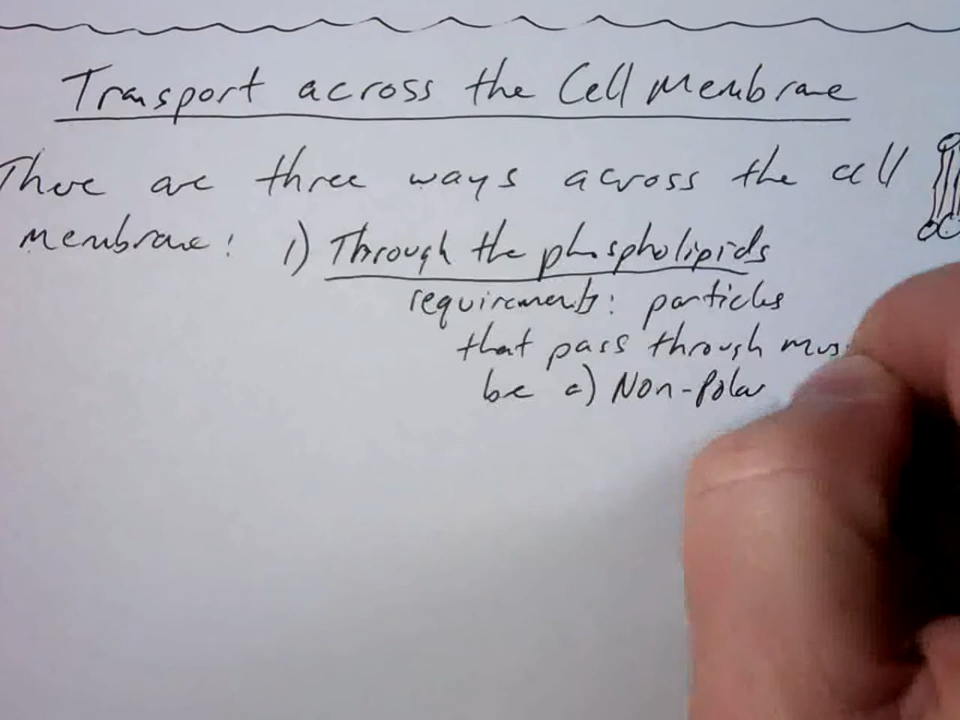 Transport across the Cell Membrane
There are three ways across the cell
membrane: 1) Through the phospholipids
requirements: particles
that pass through mus
be a) Non-Polar